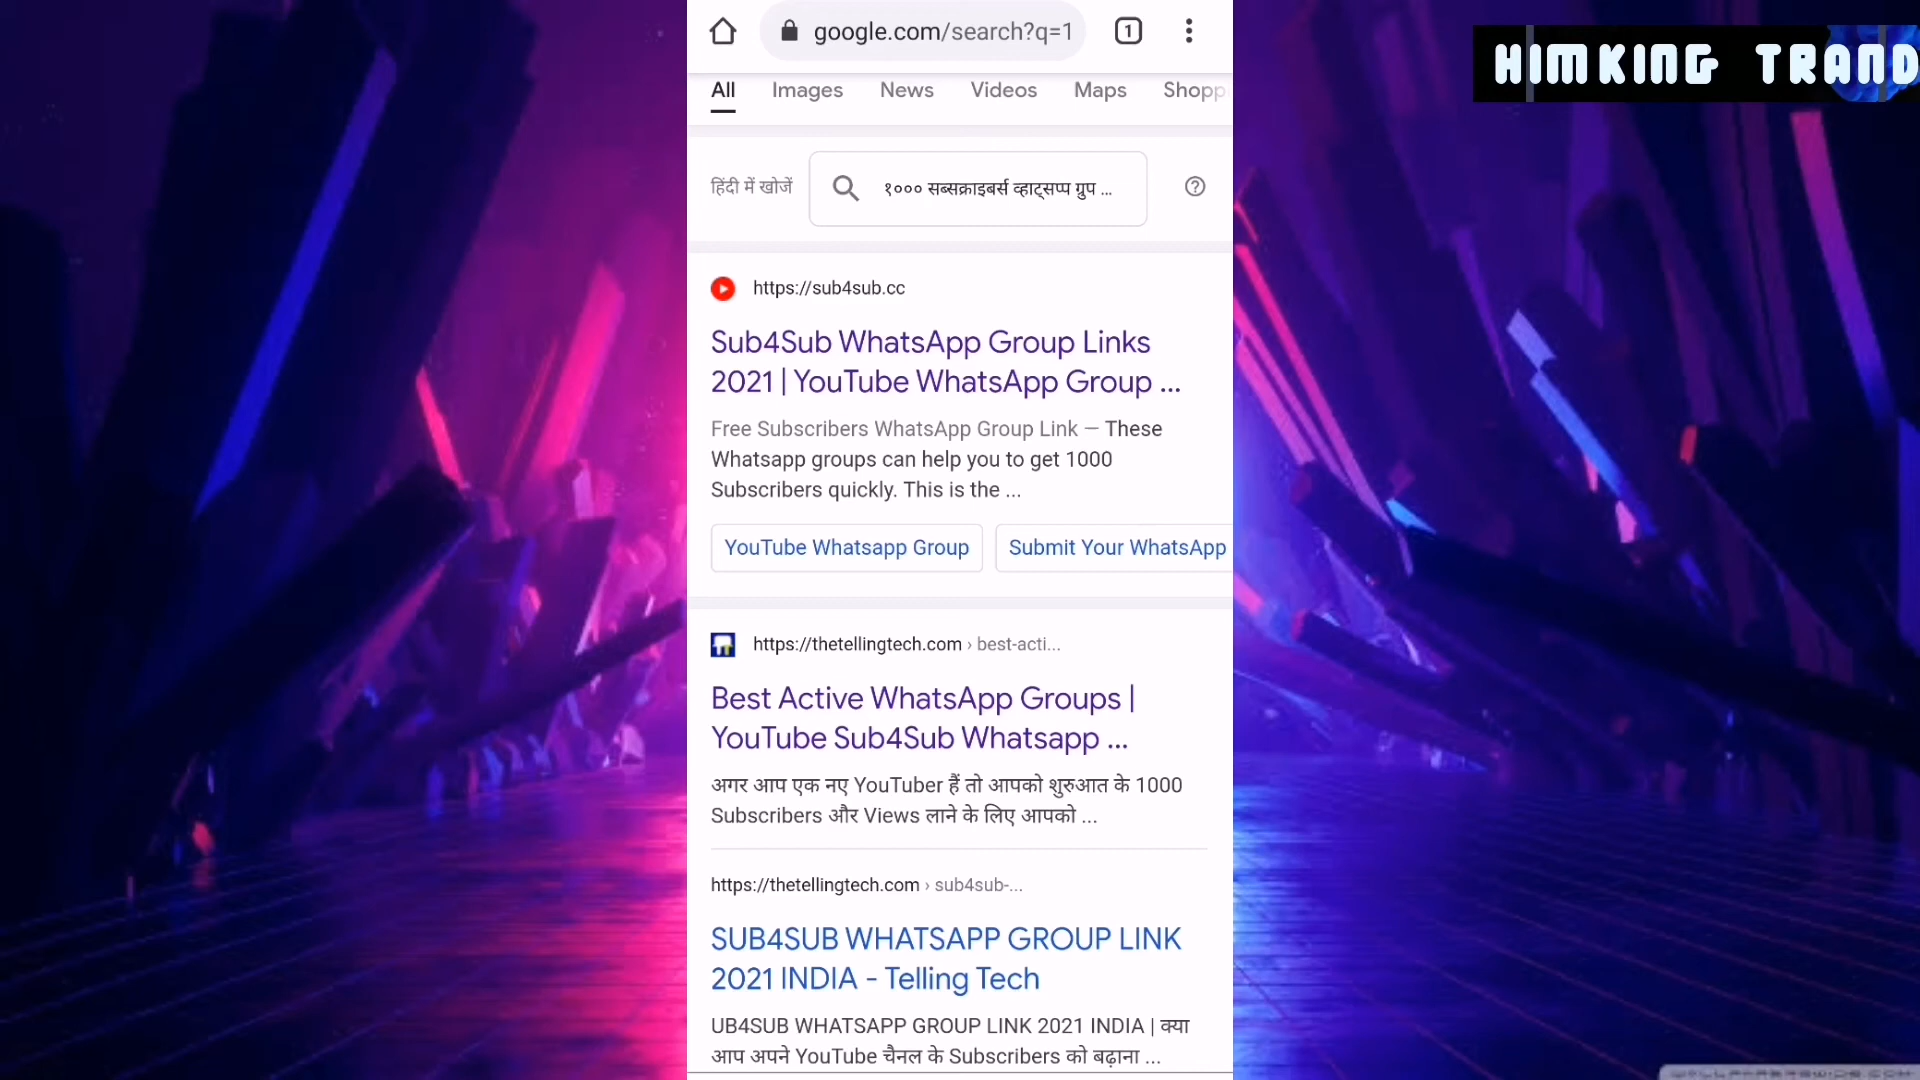 google.com/search?q=1
1
HIMKING TRAND
All Images News Videos Maps Shopp
हिंदी में खोजें
१००० सब्सक्राइबर्स व्हाट्सप्प ग्रुप ...
https://sub4sub.cc
Sub4Sub WhatsApp Group Links
2021 | YouTube WhatsApp Group ...
Free Subscribers WhatsApp Group Link — These
Whatsapp groups can help you to get 1000
Subscribers quickly. This is the ...
YouTube Whatsapp Group
Submit Your WhatsApp
https://thetellingtech.com › best-acti...
Best Active WhatsApp Groups |
YouTube Sub4Sub Whatsapp ...
अगर आप एक नए YouTuber हैं तो आपको शुरुआत के 1000
Subscribers और Views लाने के लिए आपको ...
https://thetellingtech.com › sub4sub-...
SUB4SUB WHATSAPP GROUP LINK
2021 INDIA - Telling Tech
UB4SUB WHATSAPP GROUP LINK 2021 INDIA | क्या
आप अपने YouTube चैनल के Subscribers को बढ़ाना ...